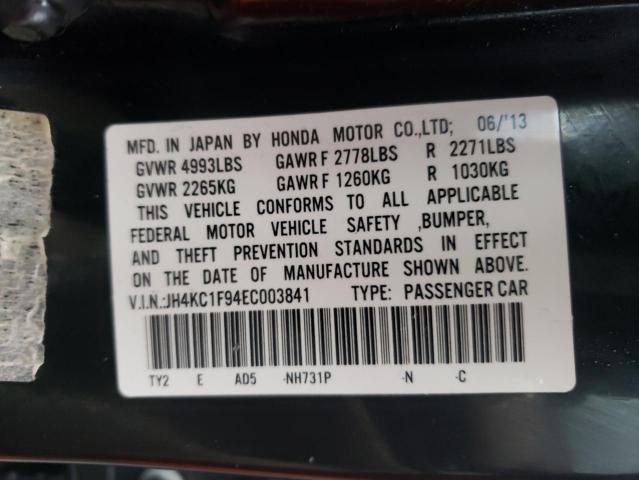 MFD. IN JAPAN BY HONDA MOTOR CO.,LTD; 06/'13
GVWR 4993LBS GAWR F 2778LBS R 2271LBS
GVWR 2265KG GAWR F 1260KG R 1030KG
THIS VEHICLE CONFORMS TO ALL APPLICABLE
FEDERAL MOTOR VEHICLE SAFETY ,BUMPER,
AND THEFT PREVENTION STANDARDS IN EFFECT
ON THE DATE OF MANUFACTURE SHOWN ABOVE.
V.I.N.:JH4KC1F94EC003841 TYPE: PASSENGER CAR
TY2 E AD5 -NH731P -N -C